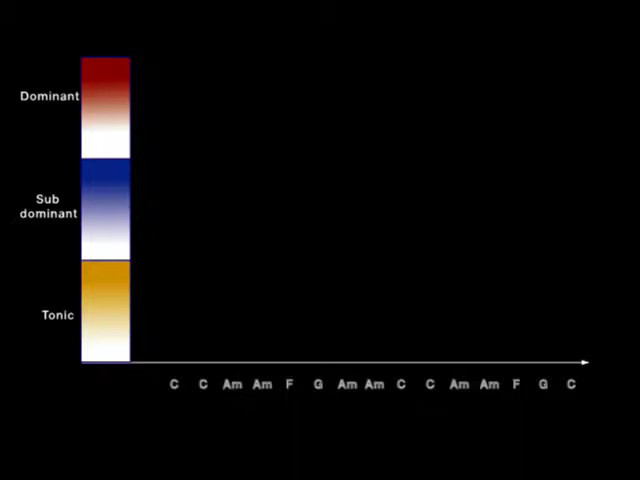 Dominant
Sub
dominant
Tonic
C C Am Am F G Am Am C C Am Am F G C